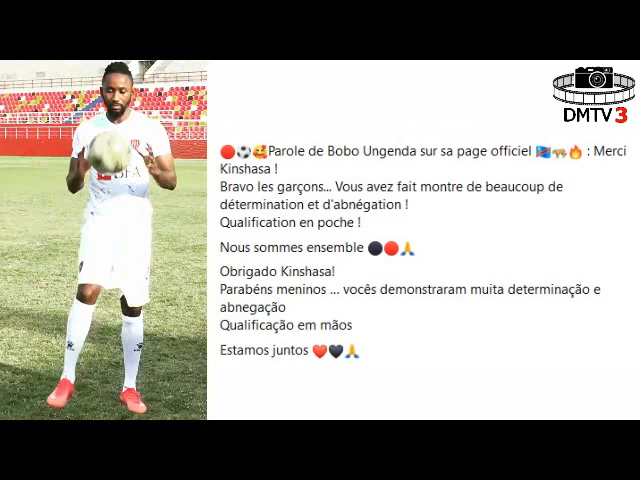 DMTV3
🔴⚽🥰Parole de Bobo Ungenda sur sa page officiel 🇨🇩🐆🔥 : Merci
Kinshasa !
Bravo les garçons... Vous avez fait montre de beaucoup de
détermination et d'abnégation !
Qualification en poche !
Nous sommes ensemble ⚫🔴🙏
Obrigado Kinshasa!
Parabéns meninos ... vocês demonstraram muita determinação e
abnegação
Qualificação em mãos
Estamos juntos ❤️🖤🙏